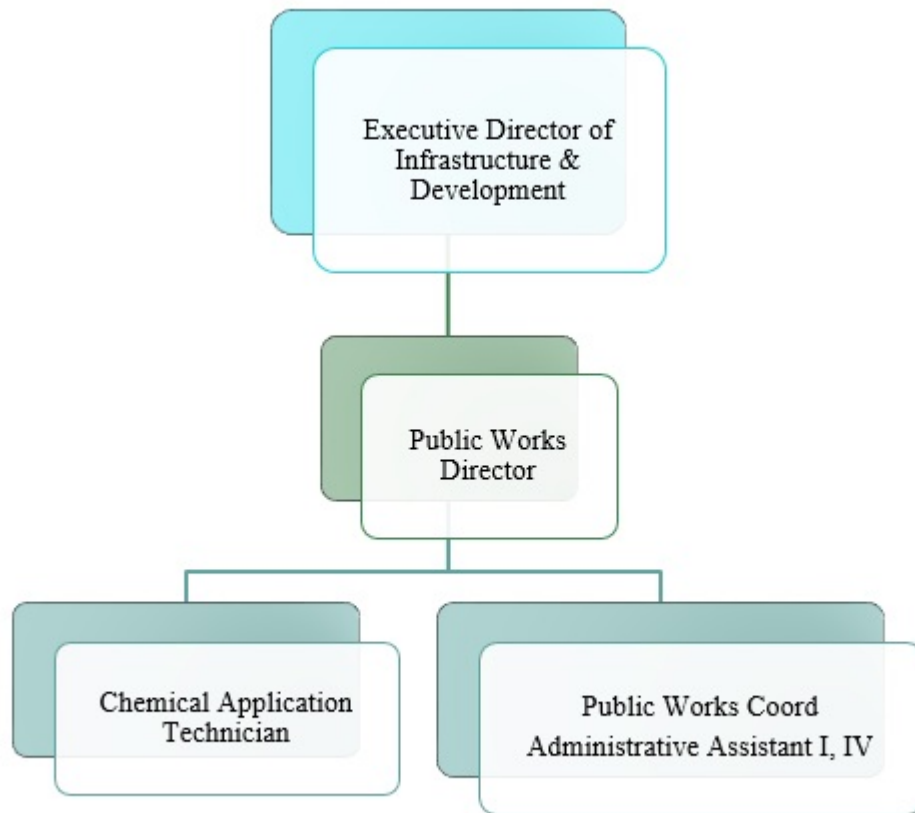 Executive Director of
Infrastructure &
Development
Public Works
Director
Chemical Application
Technician
Public Works Coord
Administrative Assistant I, IV